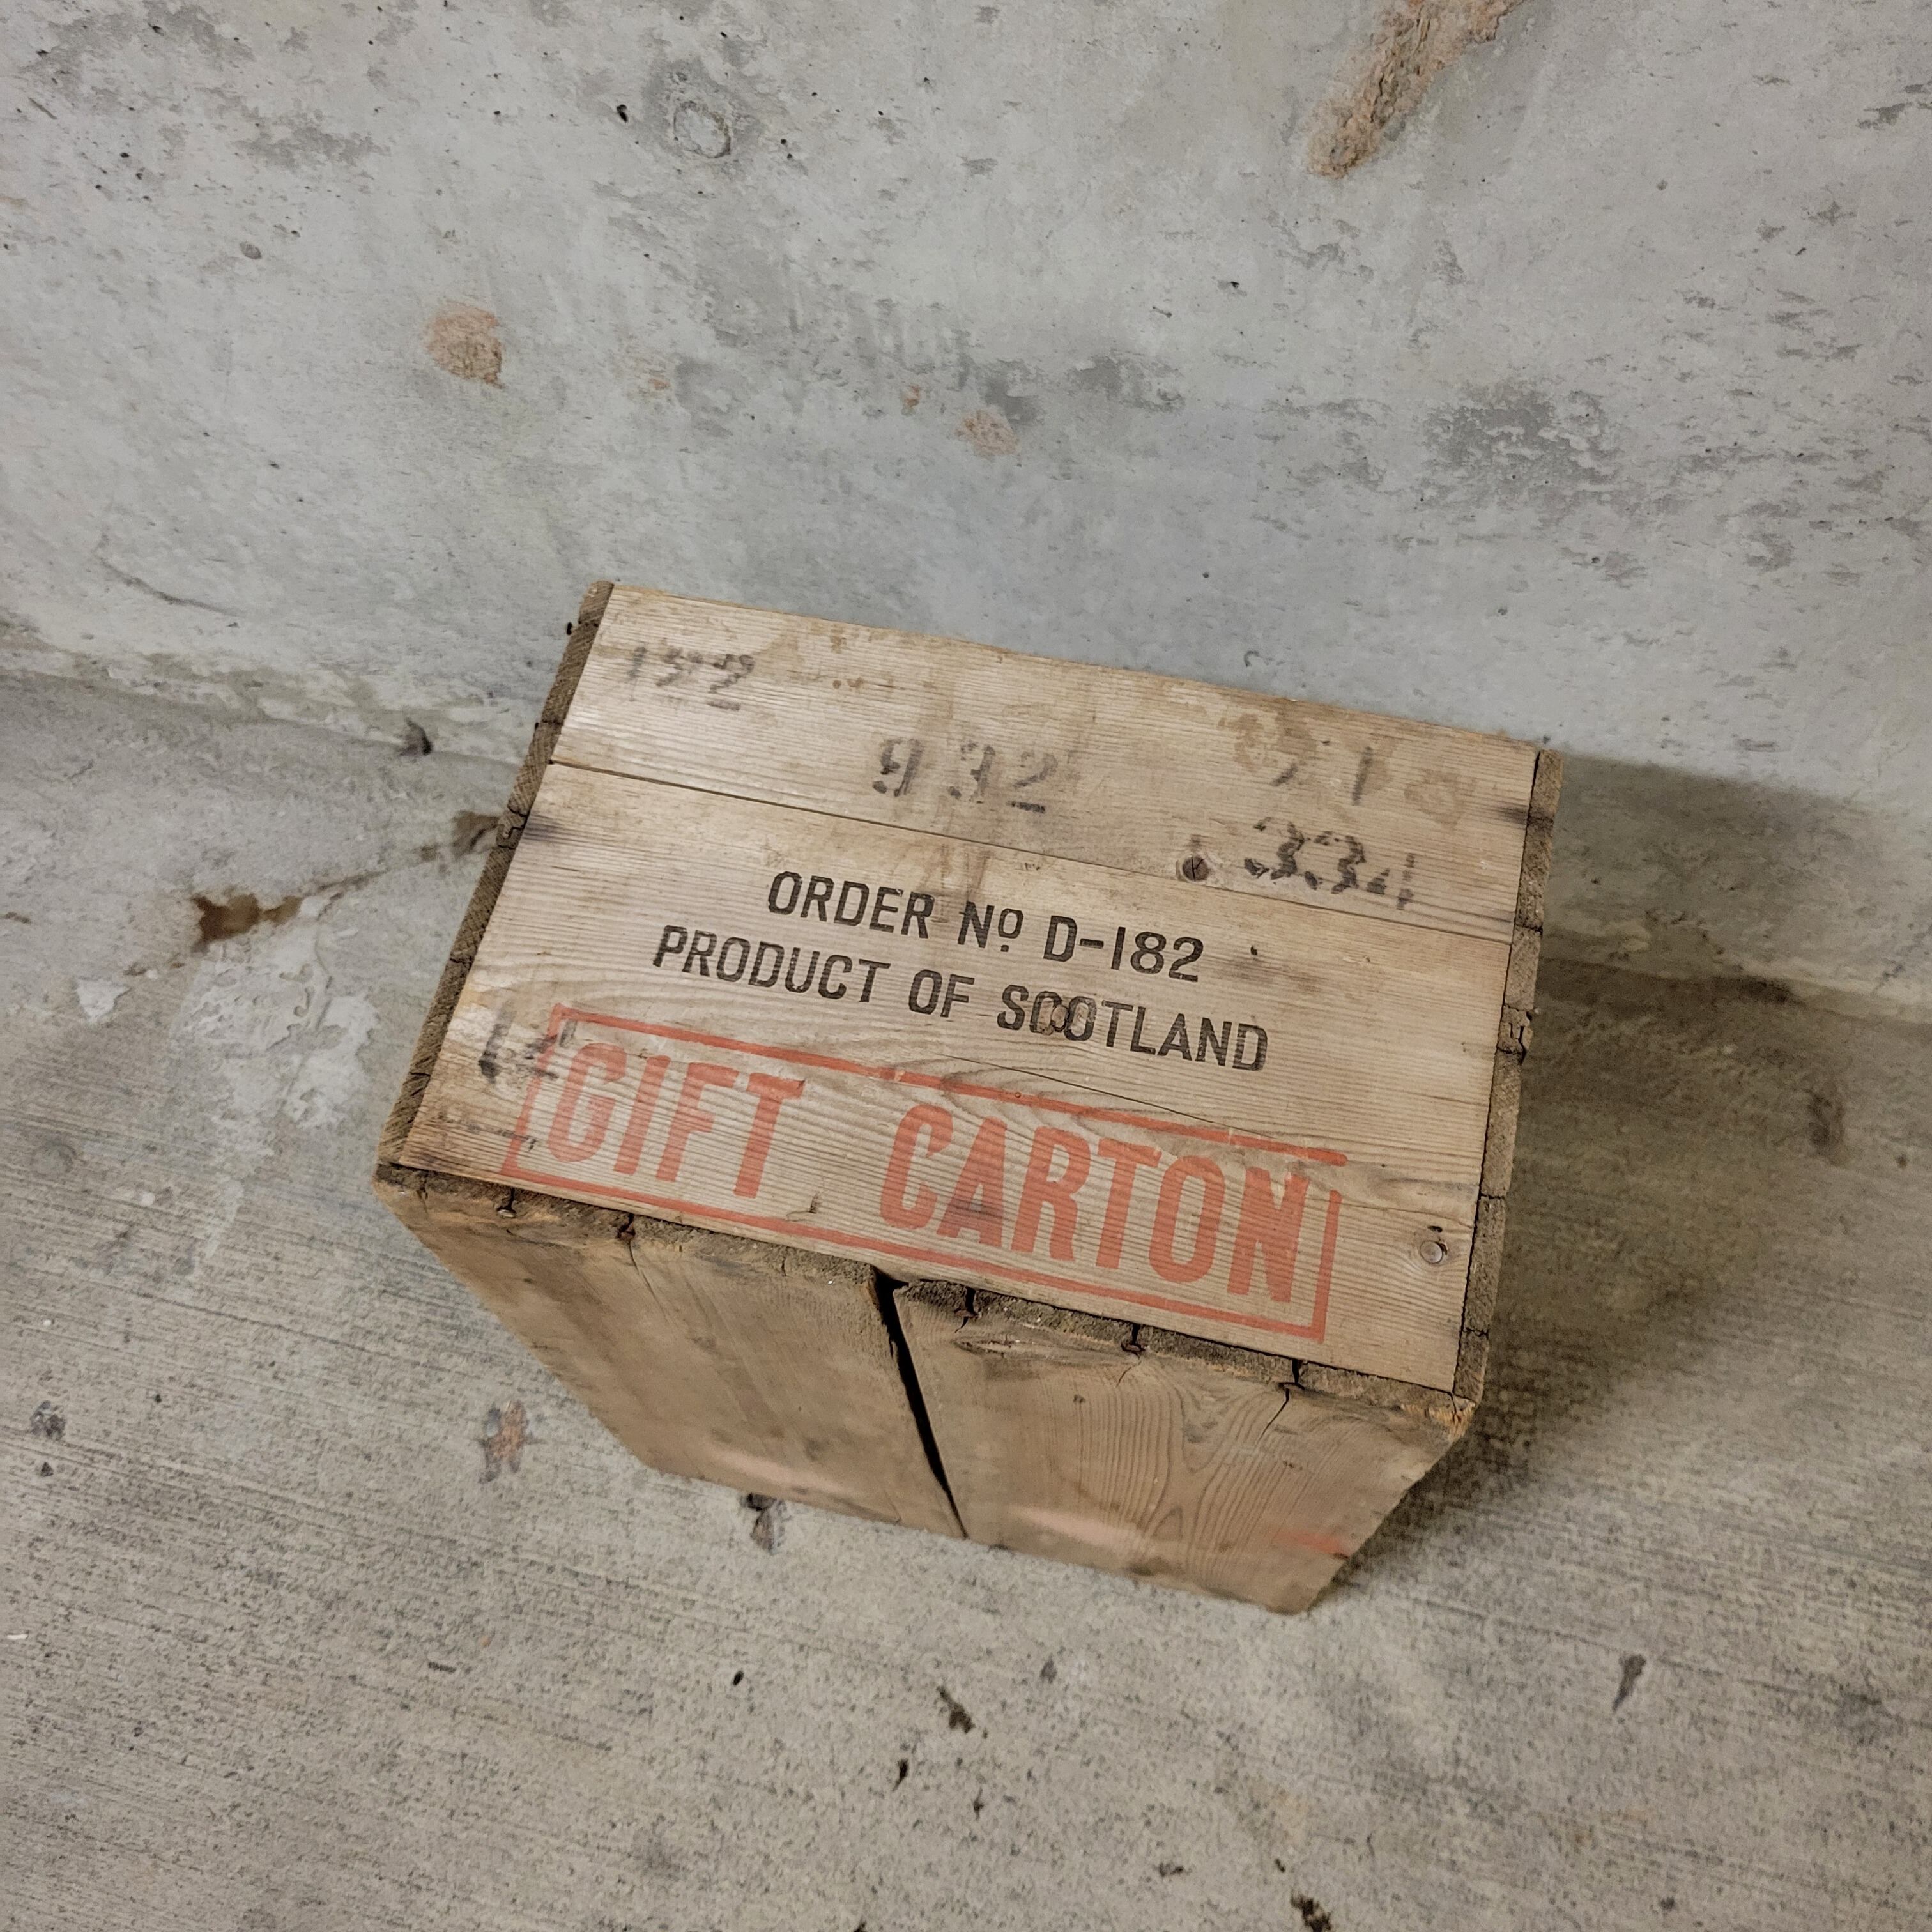 932
334
ORDER Nº D-182
PRODUCT OF SCOTLAND
GIFT CARTON